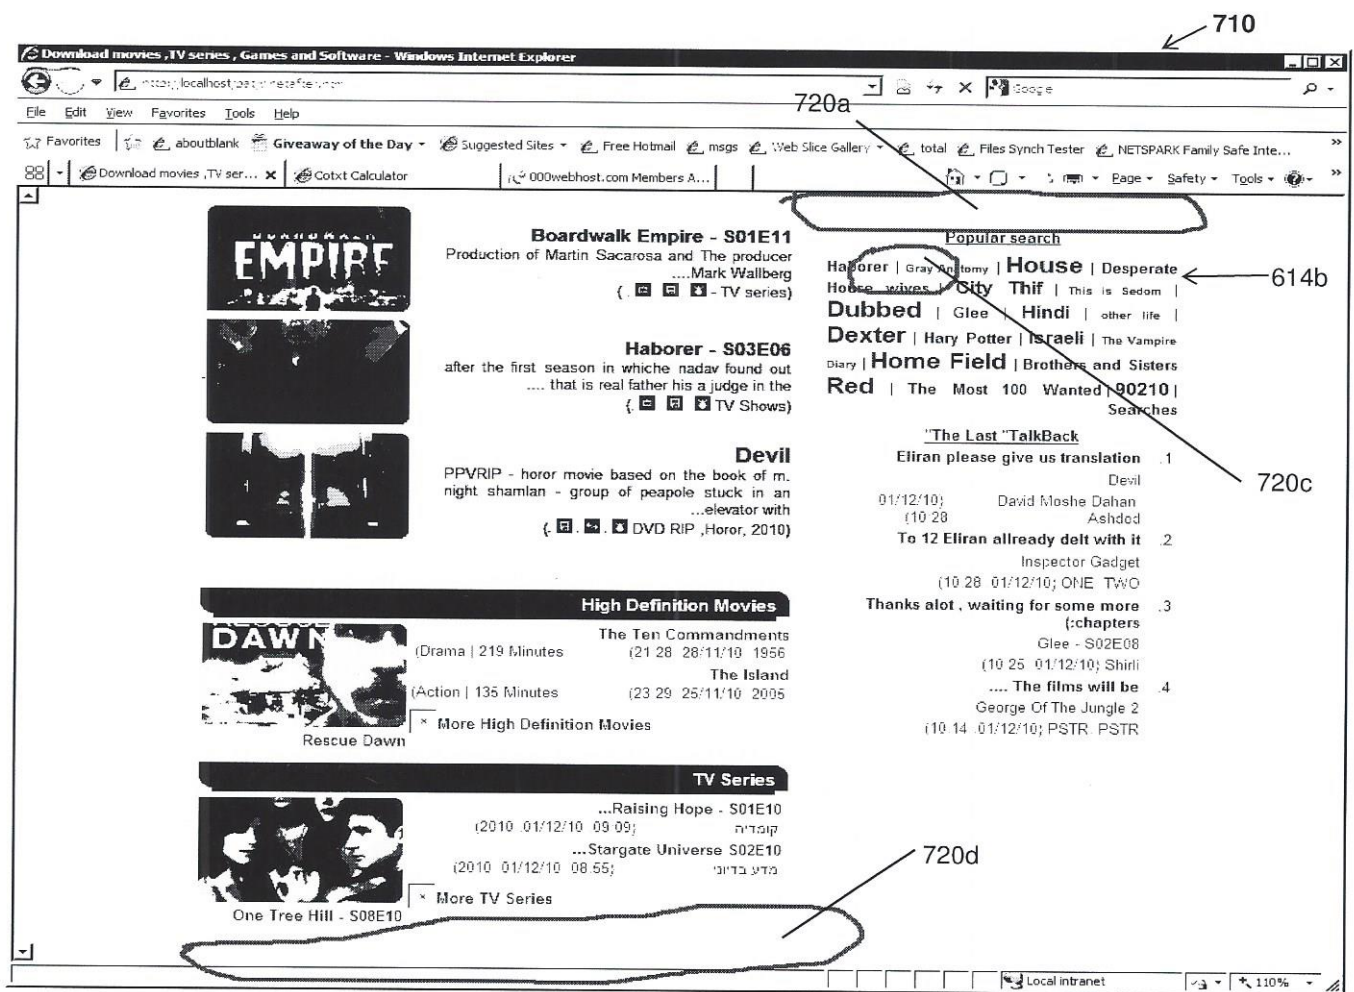 710
Download movies ,TV series , Games and Software - Windows Internet Explorer
localhost
Google
File Edit View Favorites Tools Help
720a
Favorites aboutblank Giveaway of the Day Suggested Sites Free Hotmail msgs Web Slice Gallery total Files Synch Tester NETSPARK Family Safe Inte... »
Download movies ,TV ser... Cotxt Calculator 000webhost.com Members A...
Page Safety Tools »
EMPIRE
Boardwalk Empire - S01E11
Production of Martin Sacarosa and The producer
....Mark Wallberg
( . - TV series)
Haborer - S03E06
after the first season in whiche nadav found out
.... that is real father his a judge in the
(. TV Shows)
Devil
PPVRIP - horor movie based on the book of m.
night shamlan - group of peapole stuck in an
...elevator with
(. . . DVD RIP ,Horor, 2010)
Popular search
Haborer | Gray Anatomy | House | Desperate
House wives | City Thif | This is Sedom |
Dubbed | Glee | Hindi | other life |
Dexter | Hary Potter | Israeli | The Vampire
Diary | Home Field | Brothers and Sisters
Red | The Most 100 Wanted | 90210 |
Searches
614b
720c
"The Last "TalkBack
Eliran please give us translation .1
Devil
01/12/10) David Moshe Dahan
(10:28 Ashdod
To 12 Eliran allready delt with it .2
Inspector Gadget
(10:28 01/12/10) ONE TWO
Thanks alot , waiting for some more .3
(:chapters
Glee - S02E08
(10:25 01/12/10) Shirli
.... The films will be .4
George Of The Jungle 2
(10:14 01/12/10) PSTR PSTR
High Definition Movies
DAWN
The Ten Commandments
(Drama | 219 Minutes (21:28 28/11/10 1956
The Island
(Action | 135 Minutes (23:29 25/11/10 2005
More High Definition Movies
Rescue Dawn
TV Series
...Raising Hope - S01E10
(2010 01/12/10 09:09) קומדיה
...Stargate Universe S02E10
(2010 01/12/10 08:55) מדע בדיוני
More TV Series
One Tree Hill - S08E10
720d
Local intranet 110%